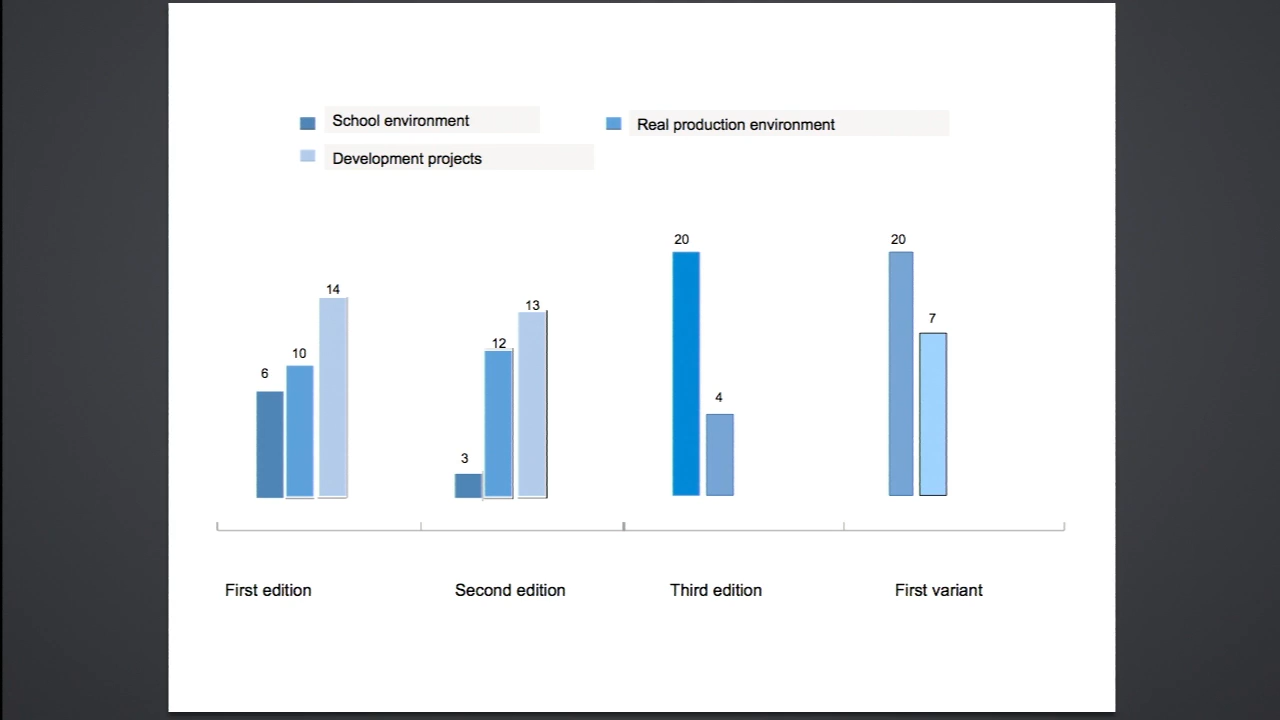 School environment
Real production environment
Development projects
20
20
14
13
7
12
10
6
4
3
First edition
Second edition
Third edition
First variant